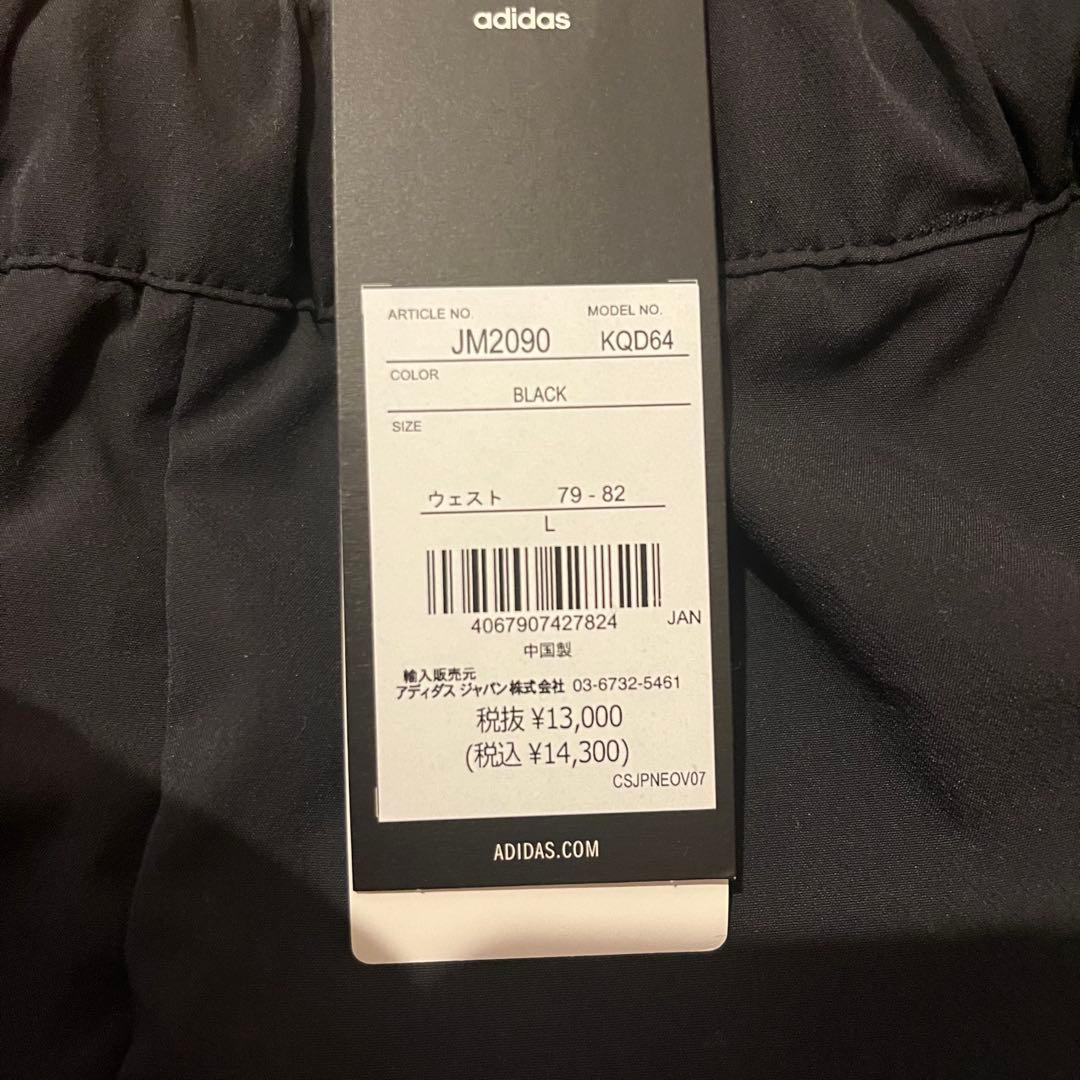 adidas
ARTICLE NO. MODEL NO.
JM2090 KQD64
COLOR
BLACK
SIZE
ウェスト 79 - 82
L
4067907427824 JAN
中国製
輸入販売元
アディダス ジャパン株式会社 03-6732-5461
税抜 ¥13,000
(税込 ¥14,300)
CSJPNEOV07
ADIDAS.COM